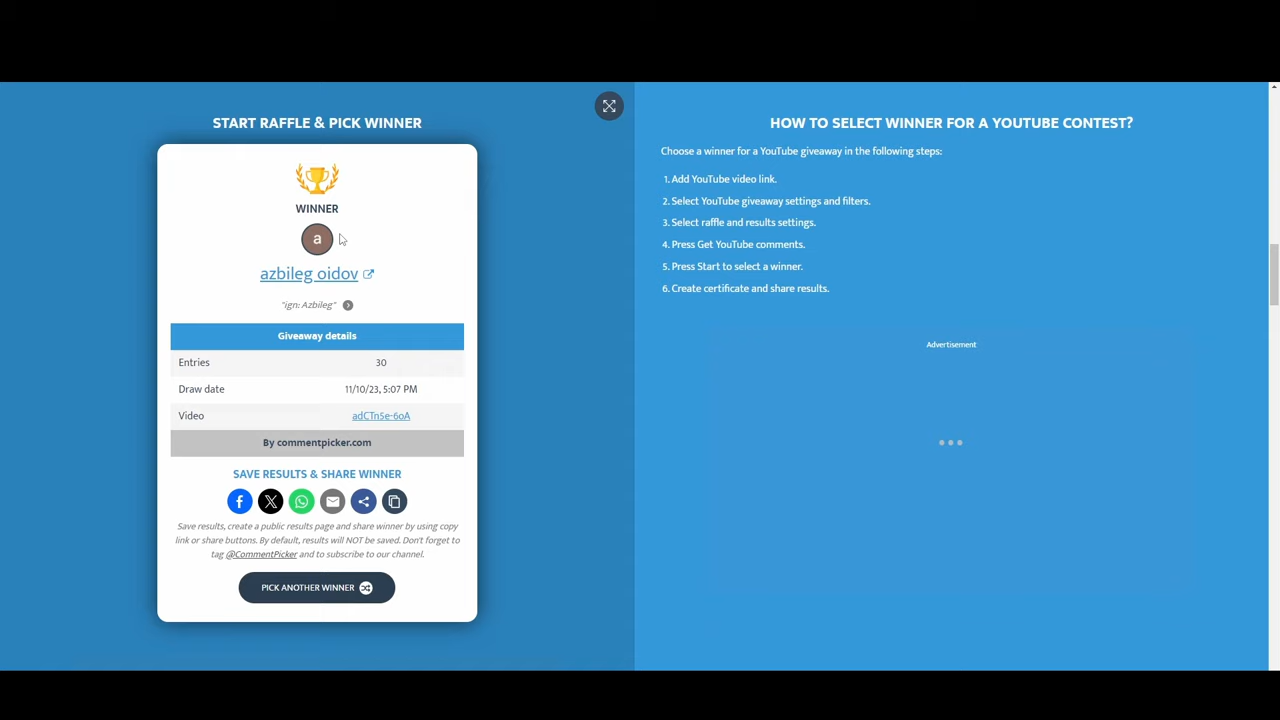 START RAFFLE & PICK WINNER
WINNER
a
azbileg oidov
"ign: Azbileg"
Giveaway details
Entries 30
Draw date 11/10/23, 5:07 PM
Video adCTn5e-6oA
By commentpicker.com
SAVE RESULTS & SHARE WINNER
Save results, create a public results page and share winner by using copy
link or share buttons. By default, results will NOT be saved. Don't forget to
tag @CommentPicker and to subscribe to our channel.
PICK ANOTHER WINNER
HOW TO SELECT WINNER FOR A YOUTUBE CONTEST?
Choose a winner for a YouTube giveaway in the following steps:
1. Add YouTube video link.
2. Select YouTube giveaway settings and filters.
3. Select raffle and results settings.
4. Press Get YouTube comments.
5. Press Start to select a winner.
6. Create certificate and share results.
Advertisement